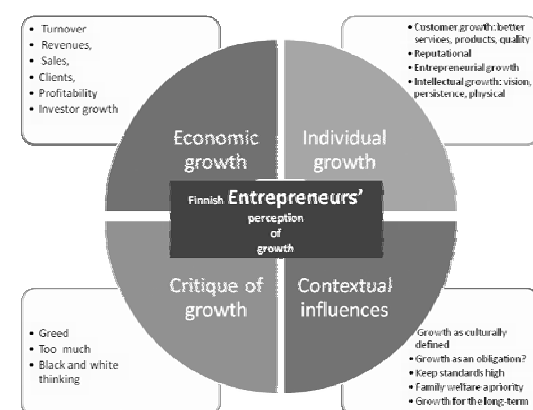 • Turnover
• Revenues,
• Sales,
• Clients,
• Profitability
• Investor growth
• Customer growth: better
services, products, quality
• Reputational
• Entrepreneurial growth
• Intellectual growth: vision,
persistence, physical
Economic
growth
Individual
growth
Finnish Entrepreneurs'
perception
of
growth
Critique of
growth
Contextual
influences
• Greed
• Too much
• Black and white
thinking
Growth as culturally
defined
• Growth as an obligation?
• Keep standards high
• Family welfare a priority
• Growth for the long-term